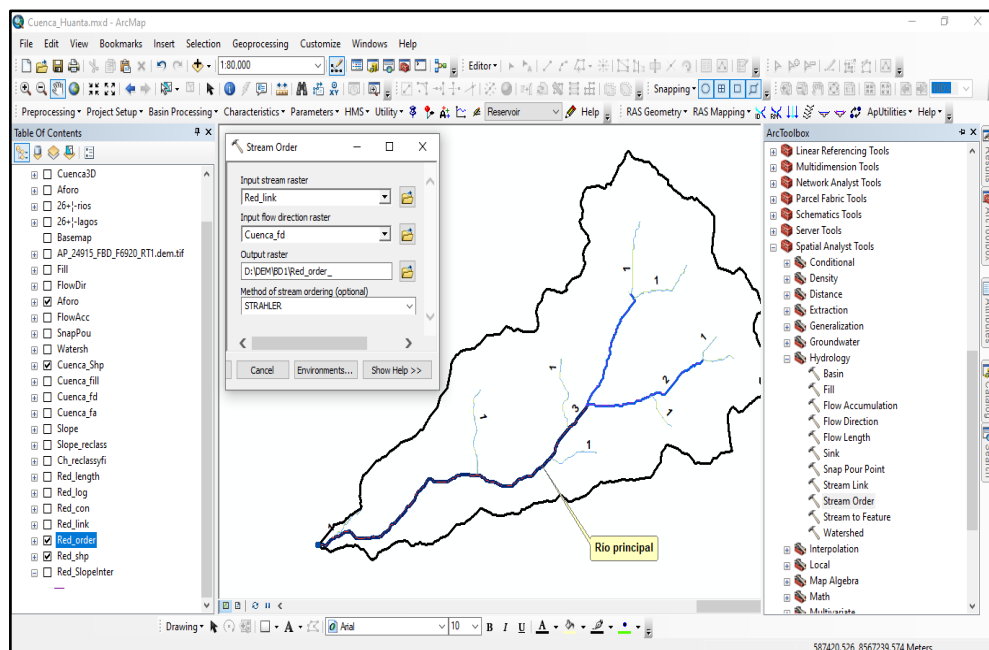 Cuenca_Huanta.mxd - ArcMap
File Edit View Bookmarks Insert Selection Geoprocessing Customize Windows Help
1:80,000 Editor
Snapping
Preprocessing Project Setup Basin Processing Characteristics Parameters HMS Utility Reservoir Help RAS Geometry RAS Mapping ApUtilities Help
Table Of Contents
Cuenca3D
Aforo
26+¦-rios
26+¦-lagos
Basemap
AP_24915_FBD_F6920_RT1.dem.tif
Fill
FlowDir
Aforo
FlowAcc
SnapPou
Watersh
Cuenca_Shp
Cuenca_fill
Cuenca_fd
Cuenca_fa
Slope
Slope_reclass
Ch_reclassyfi
Red_length
Red_log
Red_con
Red_link
Red_order
Red_shp
Red_SlopeInter
Stream Order
Input stream raster
Red_link
Input flow direction raster
Cuenca_fd
Output raster
D:\DEM\BD1\Red_order_
Method of stream ordering (optional)
STRAHLER
Cancel Environments... Show Help >>
1
1
1
1
2
3
1
1
1
Rio principal
ArcToolbox
Linear Referencing Tools
Multidimension Tools
Network Analyst Tools
Parcel Fabric Tools
Schematics Tools
Server Tools
Spatial Analyst Tools
Conditional
Density
Distance
Extraction
Generalization
Groundwater
Hydrology
Basin
Fill
Flow Accumulation
Flow Direction
Flow Length
Sink
Snap Pour Point
Stream Link
Stream Order
Stream to Feature
Watershed
Interpolation
Local
Map Algebra
Math
Multivariate
Results
Catalog
Search
Drawing A Arial 10 B I U A A
587420.526 8567239.574 Meters